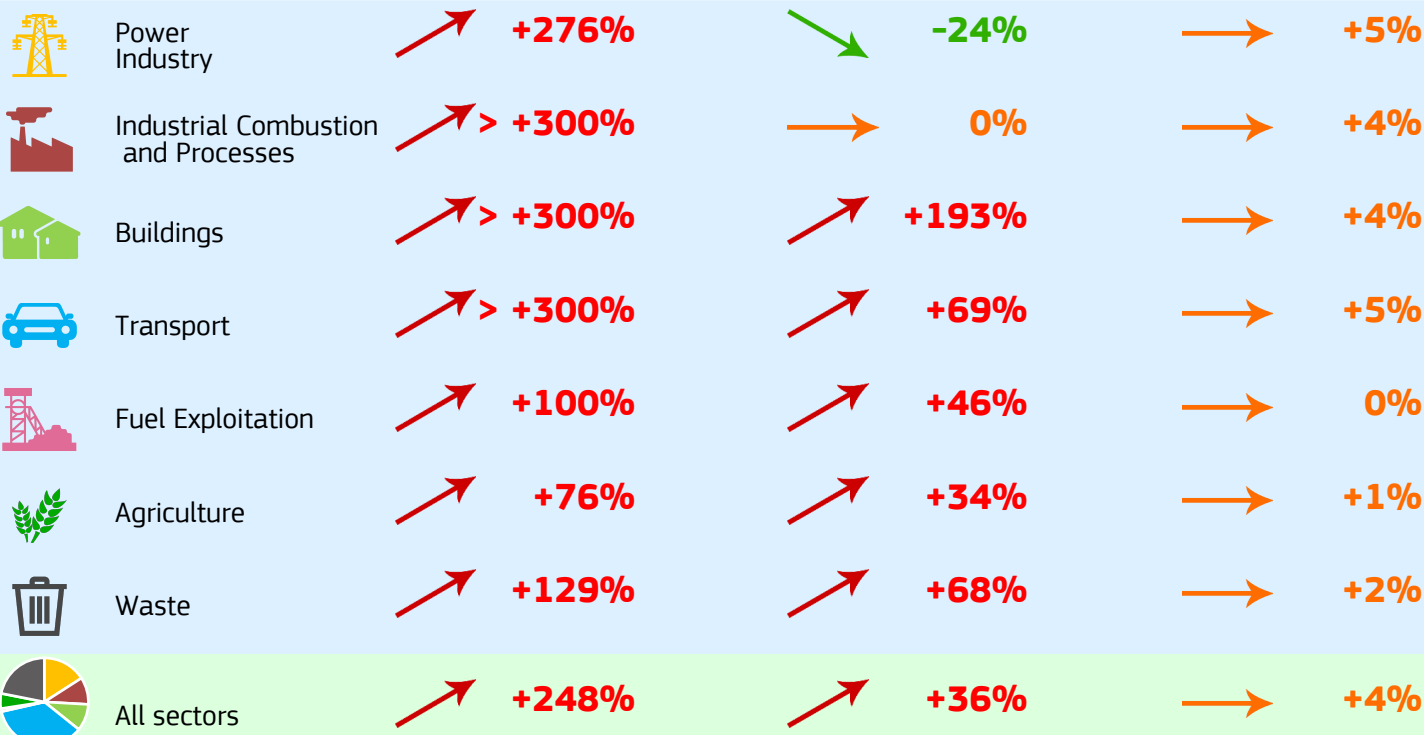 Power
Industry
+276%
-24%
+5%
Industrial Combustion
and Processes
> +300%
0%
+4%
Buildings
> +300%
+193%
+4%
Transport
> +300%
+69%
+5%
Fuel Exploitation
+100%
+46%
0%
Agriculture
+76%
+34%
+1%
Waste
+129%
+68%
+2%
All sectors
+248%
+36%
+4%